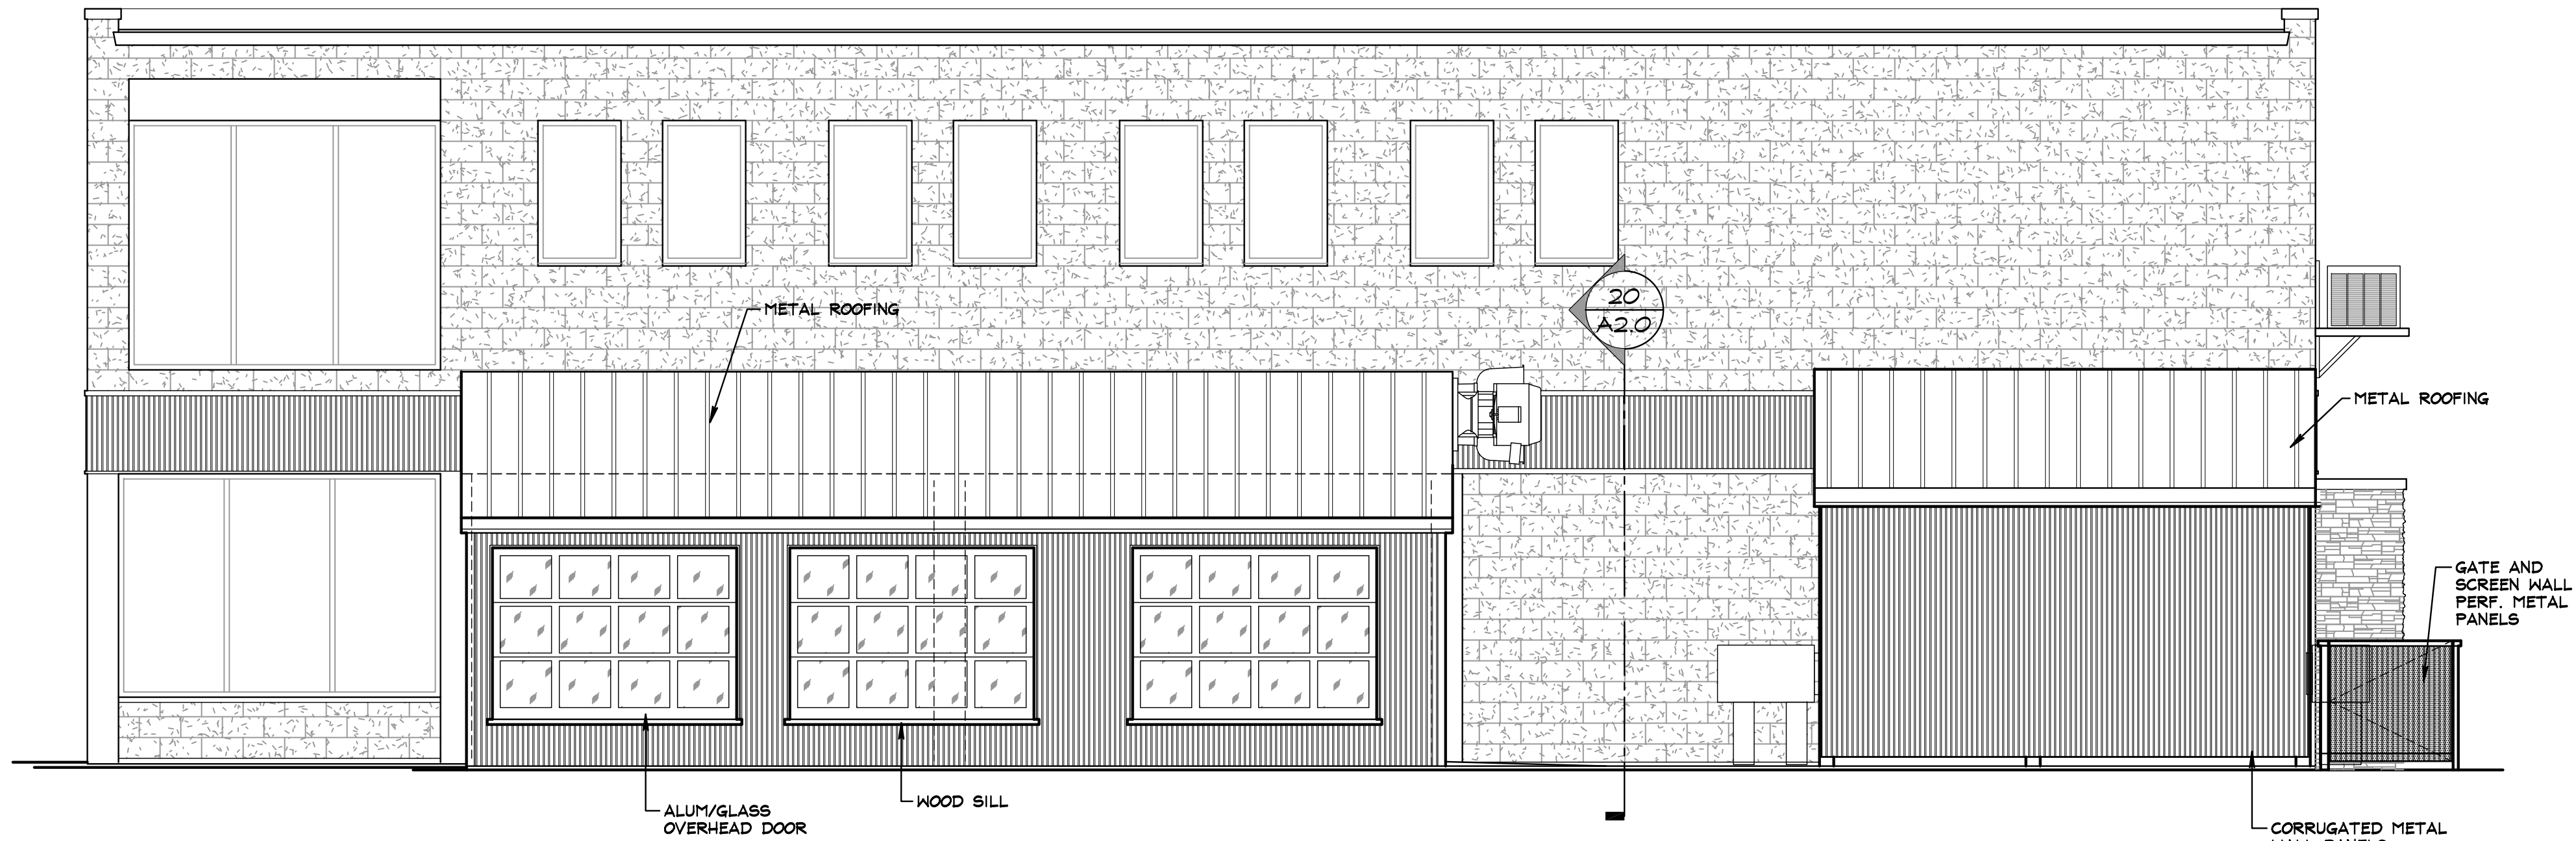 METAL ROOFING
20
A2.0
METAL ROOFING
GATE AND
SCREEN WALL
PERF. METAL
PANELS
WOOD SILL
ALUM/GLASS
OVERHEAD DOOR
CORRUGATED METAL